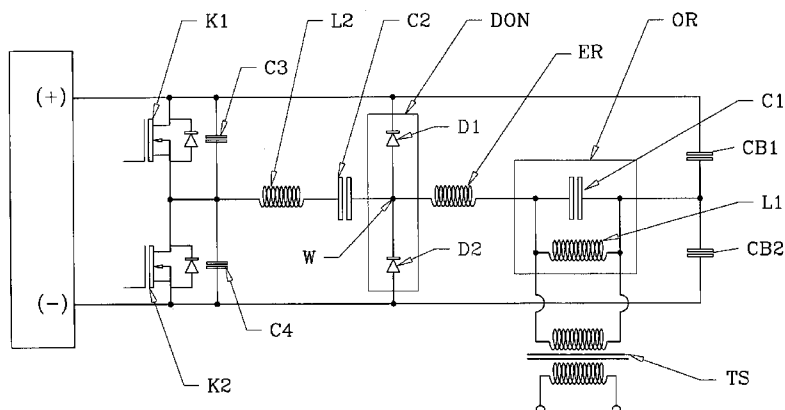 K1
L2
C2
DON
ER
OR
C3
C1
(+)
D1
CB1
L1
W
D2
CB2
(-)
C4
K2
TS